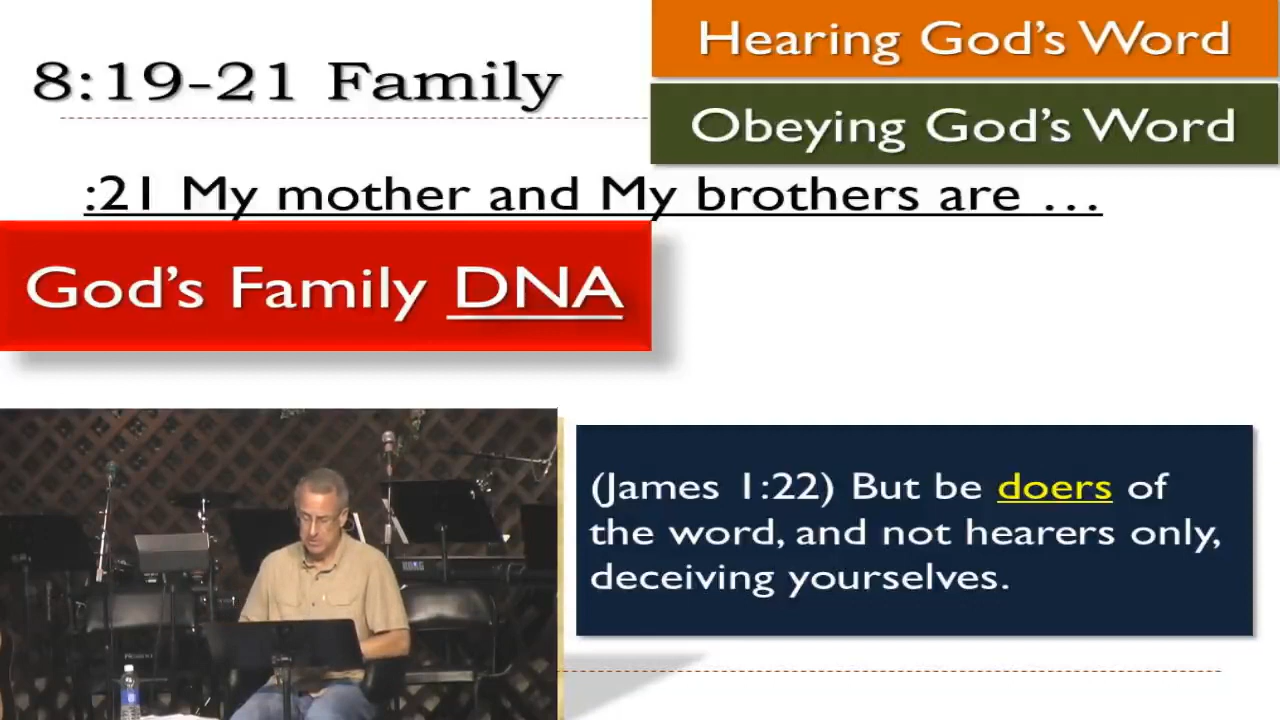 8:19-21 Family
Hearing God's Word
Obeying God's Word
:21 My mother and My brothers are …
God's Family DNA
(James 1:22) But be doers of
the word, and not hearers only,
deceiving yourselves.
KORG